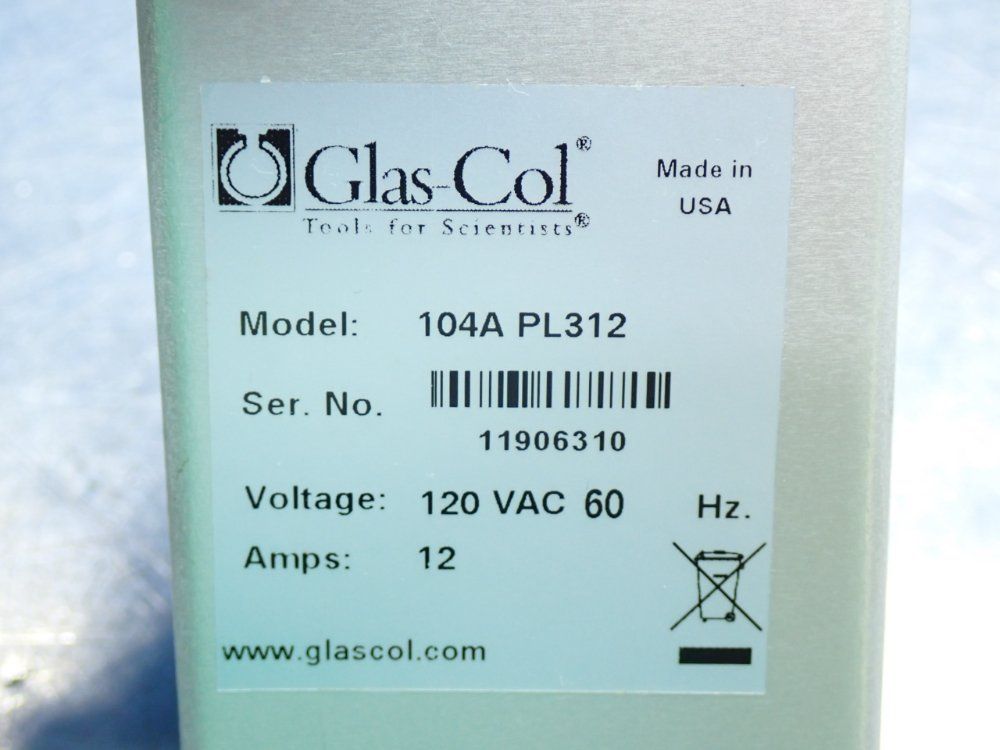 Glas-Col®
Tools for Scientists®
Made in
USA
Model: 104A PL312
Ser. No.
11906310
Voltage: 120 VAC 60 Hz.
Amps: 12
www.glascol.com